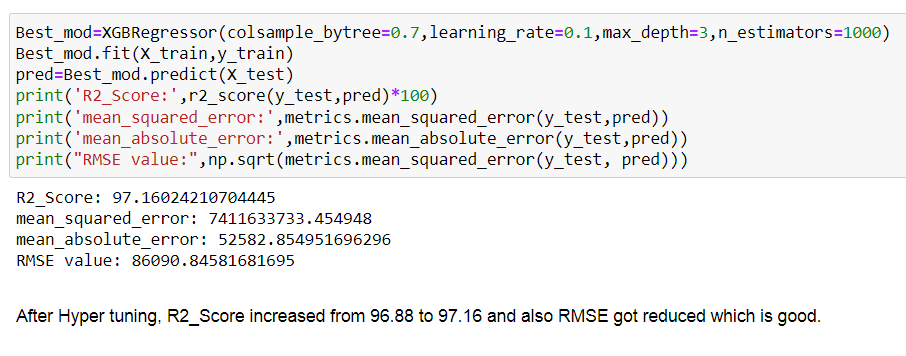 Best_mod=XGBRegressor(colsample_bytree=0.7,learning_rate=0.1,max_depth=3,n_estimators=1000)
Best_mod.fit(X_train,y_train)
pred=Best_mod.predict(X_test)
print('R2_Score:',r2_score(y_test,pred)*100)
print('mean_squared_error:',metrics.mean_squared_error(y_test,pred))
print('mean_absolute_error:',metrics.mean_absolute_error(y_test,pred))
print("RMSE value:",np.sqrt(metrics.mean_squared_error(y_test, pred)))
R2_Score: 97.16024210704445
mean_squared_error: 7411633733.454948
mean_absolute_error: 52582.854951696296
RMSE value: 86090.84581681695
After Hyper tuning, R2_Score increased from 96.88 to 97.16 and also RMSE got reduced which is good.